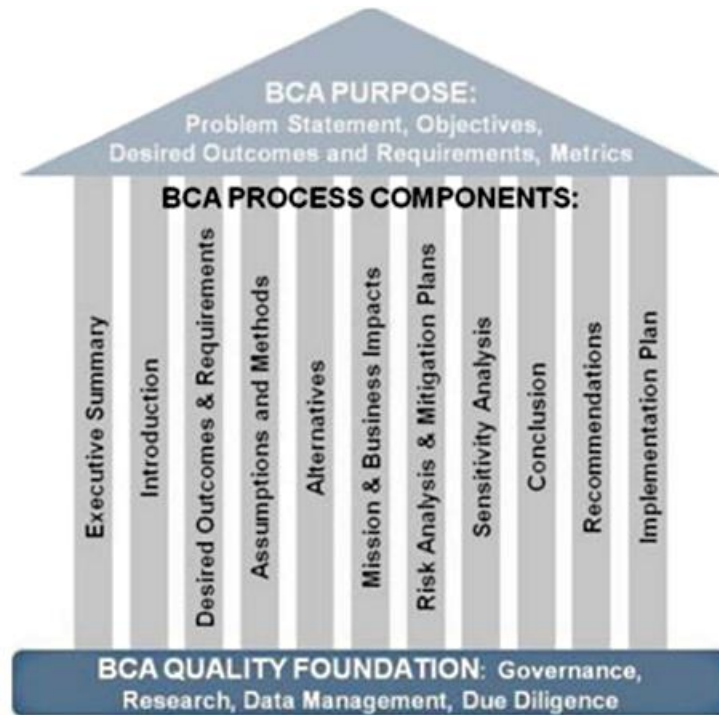 BCA PURPOSE:
Problem Statement, Objectives,
Desired Outcomes and Requirements, Metrics
BCA PROCESS COMPONENTS:
Executive Summary
Introduction
Desired Outcomes & Requirements
Assumptions and Methods
Alternatives
Mission & Business Impacts
Risk Analysis & Mitigation Plans
Sensitivity Analysis
Conclusion
Recommendations
Implementation Plan
BCA QUALITY FOUNDATION: Governance,
Research, Data Management, Due Diligence